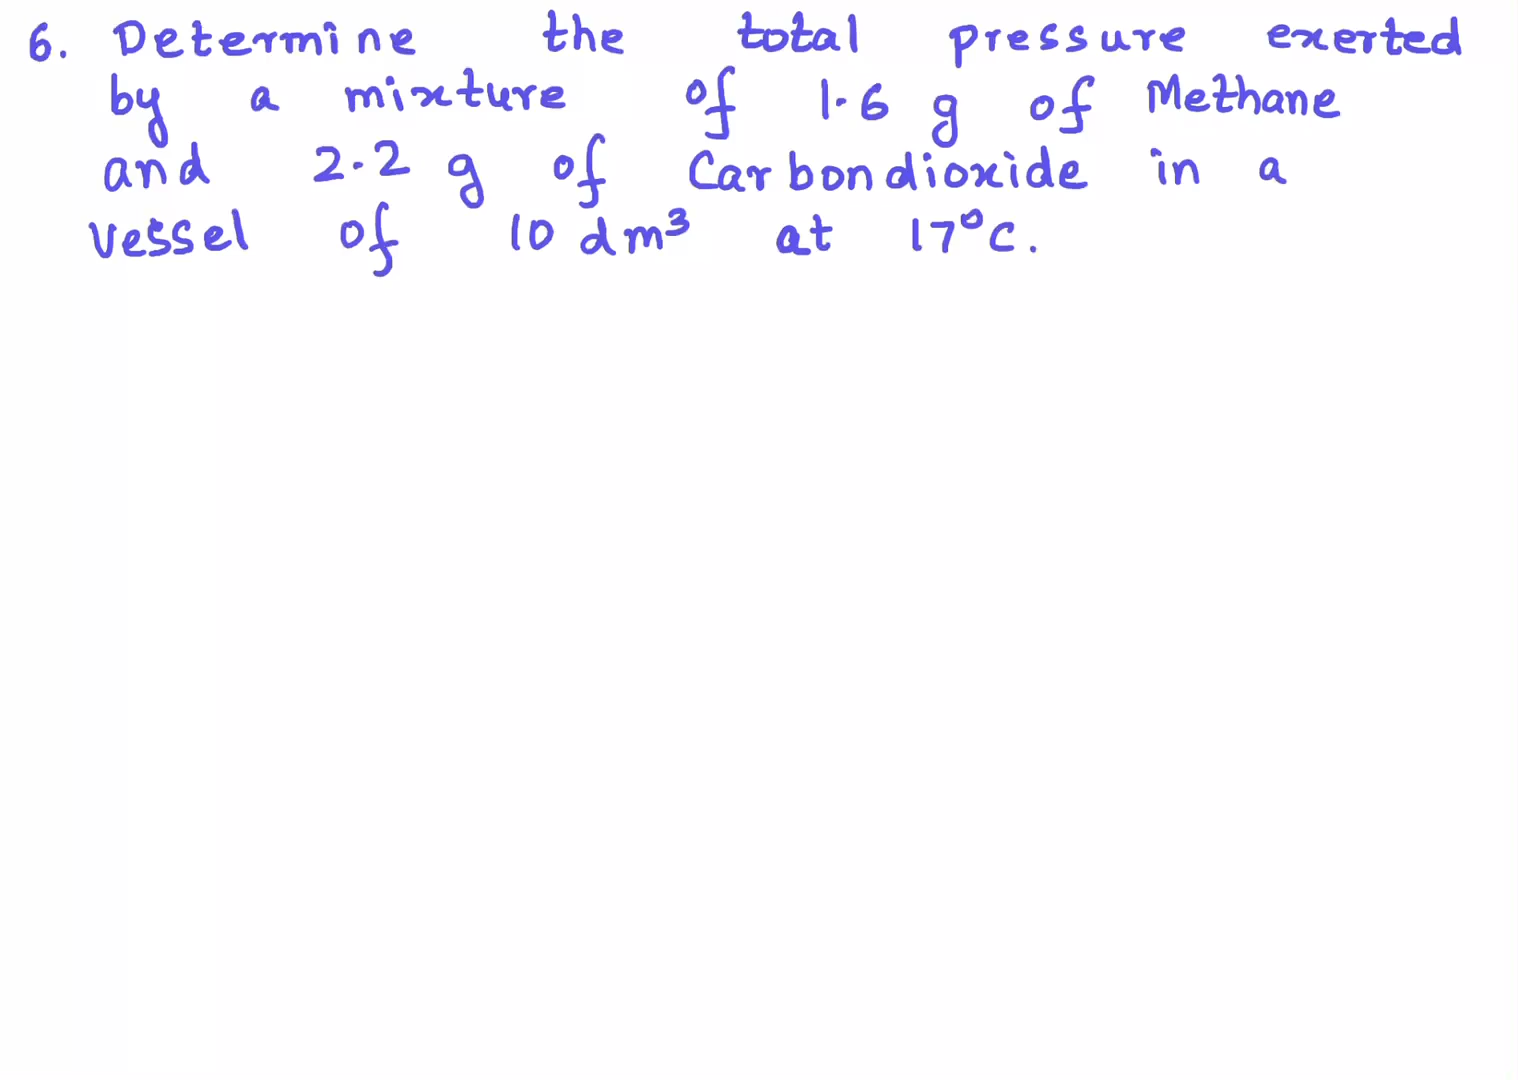 6. Determine the total pressure exerted
by a mixture of 1.6 g of Methane
and 2.2 g of Carbondioxide in a
vessel of 10 dm³ at 17°C.